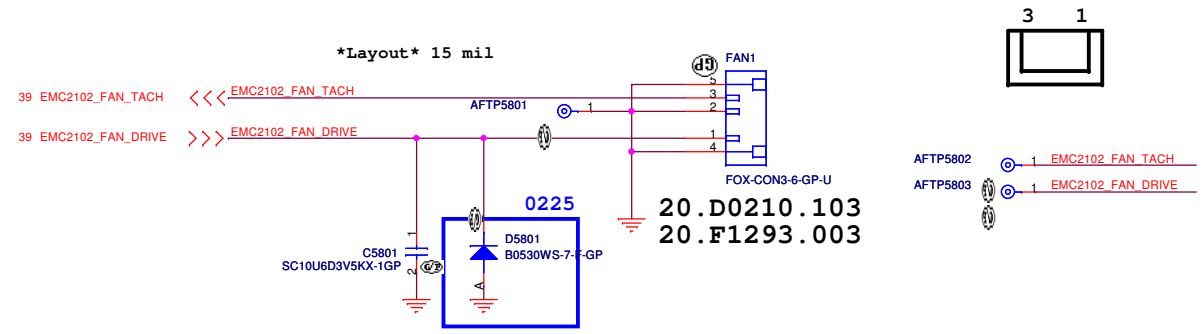 3 1
*Layout* 15 mil
FAN1
GP
5
39 EMC2102_FAN_TACH
EMC2102_FAN_TACH
3
AFTP5801
1
2
39 EMC2102_FAN_DRIVE
EMC2102_FAN_DRIVE
1
4
AFTP5802
1
EMC2102_FAN_TACH
FOX-CON3-6-GP-U
AFTP5803
1
EMC2102_FAN_DRIVE
0225
20.D0210.103
20.F1293.003
1
D5801
C5801
B0530WS-7-F-GP
SC10U6D3V5KX-1GP
2
A